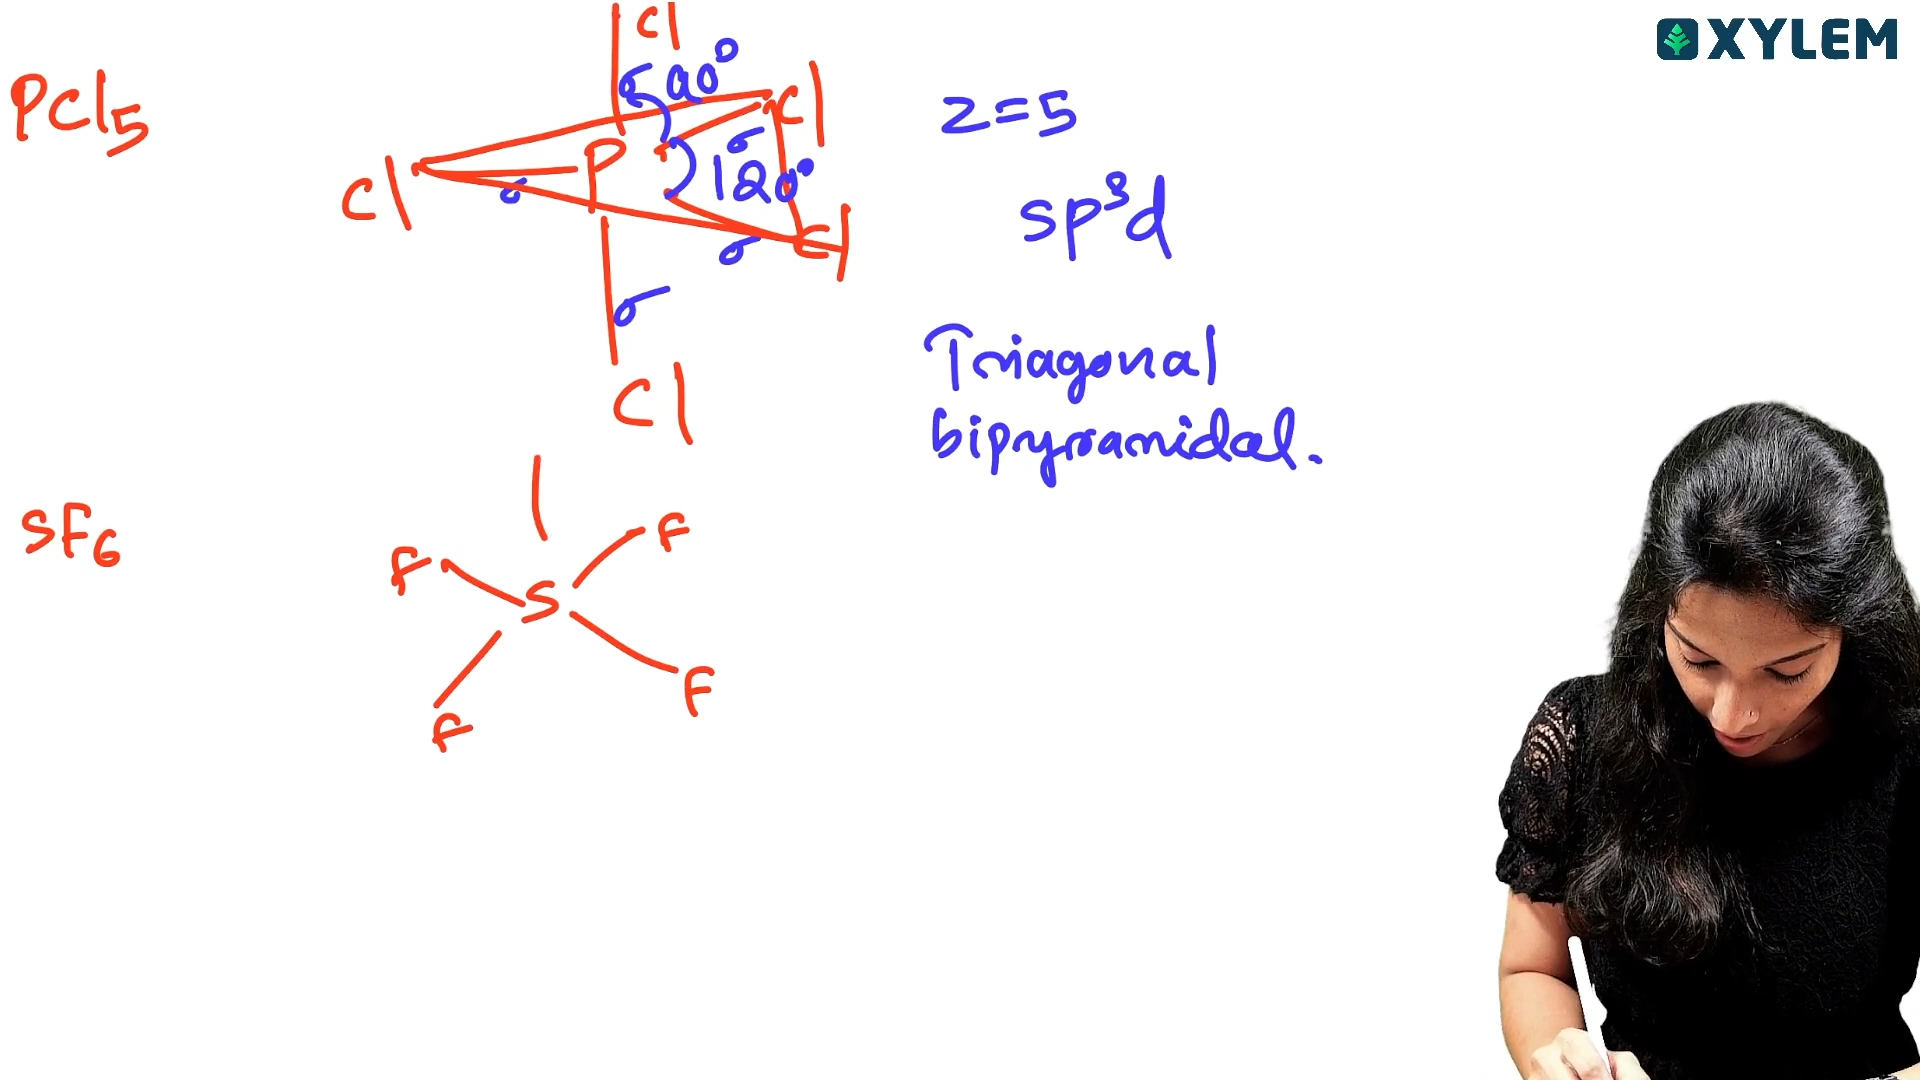 XYLEM
PCl5
Cl
σ 90°
Cl
P
σ
120°
Cl
σ
Cl
σ
σ
Cl
z=5
sp³d
Triagonal
bipyramidal.
SF6
F
F
S
F
F